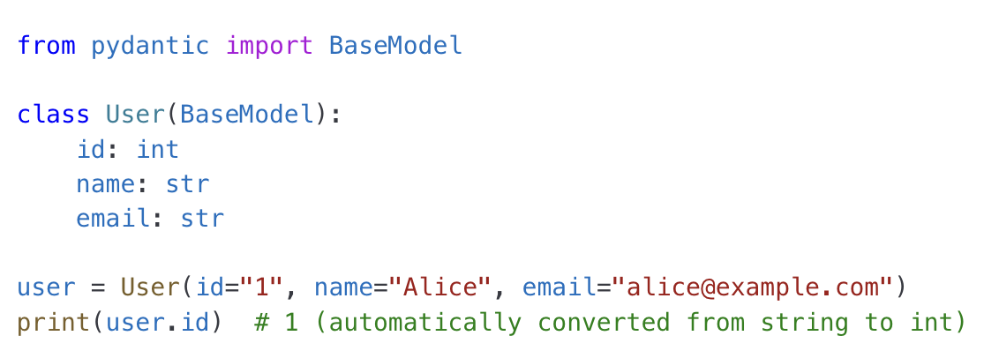 from pydantic import BaseModel

class User(BaseModel):
    id: int
    name: str
    email: str

user = User(id="1", name="Alice", email="alice@example.com")
print(user.id)  # 1 (automatically converted from string to int)